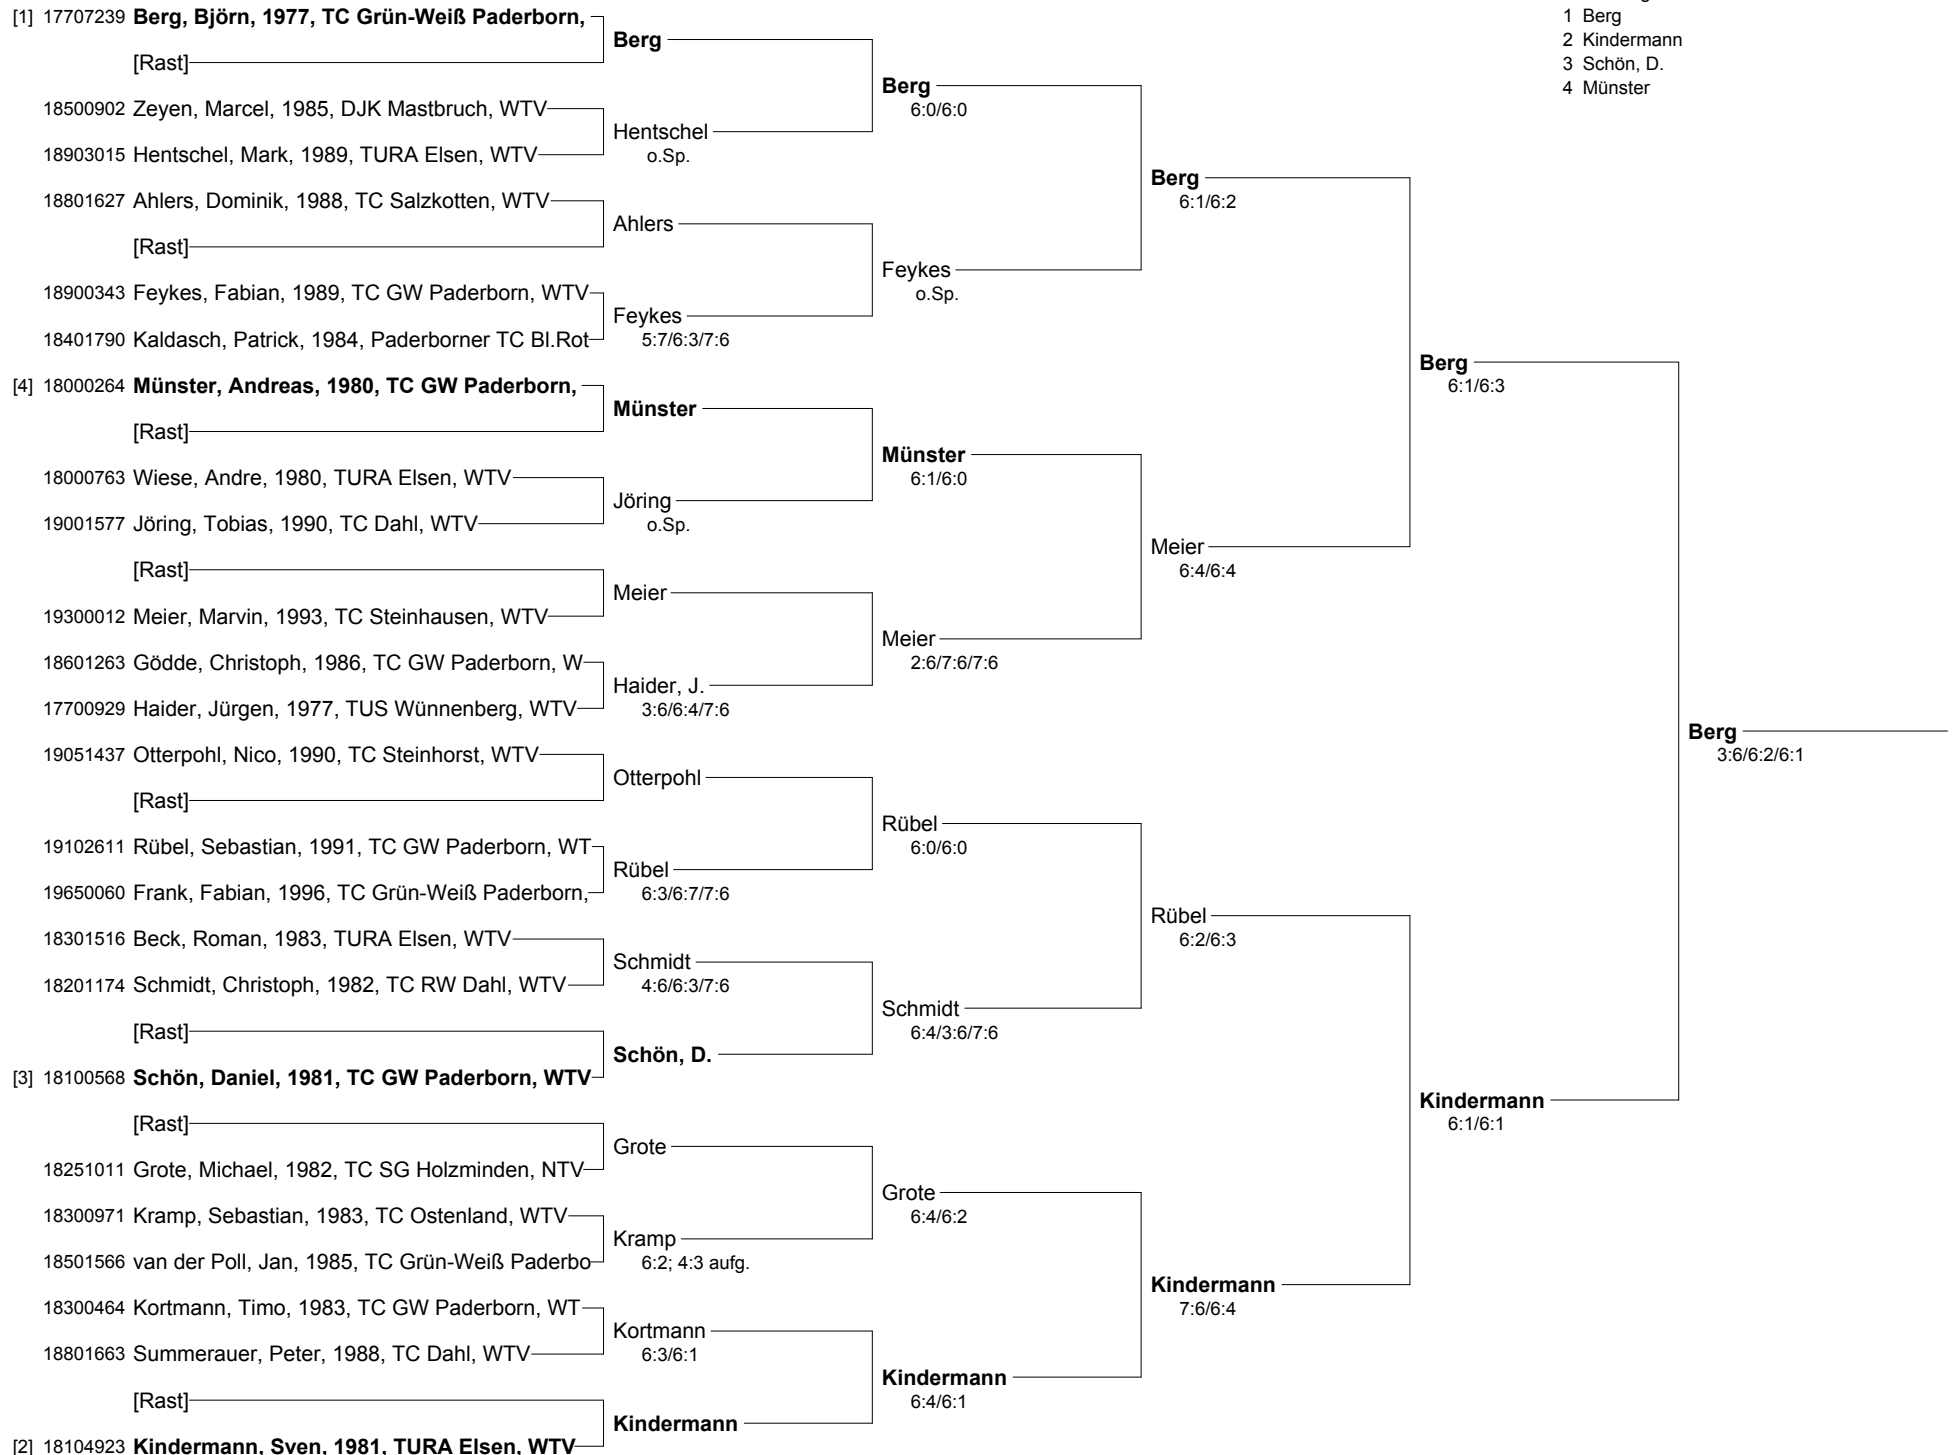 1 Berg
2 Kindermann
3 Schön, D.
4 Münster
[1] 17707239 Berg, Björn, 1977, TC Grün-Weiß Paderborn,
[Rast]
18500902 Zeyen, Marcel, 1985, DJK Mastbruch, WTV
18903015 Hentschel, Mark, 1989, TURA Elsen, WTV
18801627 Ahlers, Dominik, 1988, TC Salzkotten, WTV
[Rast]
18900343 Feykes, Fabian, 1989, TC GW Paderborn, WTV
18401790 Kaldasch, Patrick, 1984, Paderborner TC Bl.Rot
[4] 18000264 Münster, Andreas, 1980, TC GW Paderborn,
[Rast]
18000763 Wiese, Andre, 1980, TURA Elsen, WTV
19001577 Jöring, Tobias, 1990, TC Dahl, WTV
[Rast]
19300012 Meier, Marvin, 1993, TC Steinhausen, WTV
18601263 Gödde, Christoph, 1986, TC GW Paderborn, W
17700929 Haider, Jürgen, 1977, TUS Wünnenberg, WTV
19051437 Otterpohl, Nico, 1990, TC Steinhorst, WTV
[Rast]
19102611 Rübel, Sebastian, 1991, TC GW Paderborn, WT
19650060 Frank, Fabian, 1996, TC Grün-Weiß Paderborn,
18301516 Beck, Roman, 1983, TURA Elsen, WTV
18201174 Schmidt, Christoph, 1982, TC RW Dahl, WTV
[Rast]
[3] 18100568 Schön, Daniel, 1981, TC GW Paderborn, WTV
[Rast]
18251011 Grote, Michael, 1982, TC SG Holzminden, NTV
18300971 Kramp, Sebastian, 1983, TC Ostenland, WTV
18501566 van der Poll, Jan, 1985, TC Grün-Weiß Paderbo
18300464 Kortmann, Timo, 1983, TC GW Paderborn, WT
18801663 Summerauer, Peter, 1988, TC Dahl, WTV
[Rast]
[2] 18104923 Kindermann, Sven, 1981, TURA Elsen, WTV
Berg
Hentschel
o.Sp.
Ahlers
Feykes
5:7/6:3/7:6
Münster
Jöring
o.Sp.
Meier
Haider, J.
3:6/6:4/7:6
Otterpohl
Rübel
6:3/6:7/7:6
Schmidt
4:6/6:3/7:6
Schön, D.
Grote
Kramp
6:2; 4:3 aufg.
Kortmann
6:3/6:1
Kindermann
Berg
6:0/6:0
Feykes
o.Sp.
Münster
6:1/6:0
Meier
2:6/7:6/7:6
Rübel
6:0/6:0
Schmidt
6:4/3:6/7:6
Grote
6:4/6:2
Kindermann
6:4/6:1
Berg
6:1/6:2
Meier
6:4/6:4
Rübel
6:2/6:3
Kindermann
7:6/6:4
Berg
6:1/6:3
Kindermann
6:1/6:1
Berg
3:6/6:2/6:1